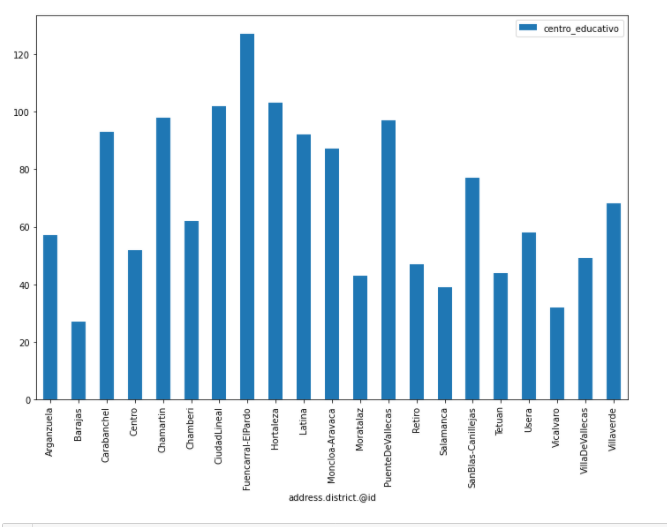 centro_educativo
120
100
80
60
40
20
0
Arganzuela
Barajas
Carabanchel
Centro
Chamartin
Chamberi
CiudadLineal
Fuencarral-ElPardo
Hortaleza
Latina
Moncloa-Aravaca
Moratalaz
PuenteDeVallecas
Retiro
Salamanca
SanBlas-Canillejas
Tetuan
Usera
Vicalvaro
VillaDeVallecas
Villaverde
address.district.@id